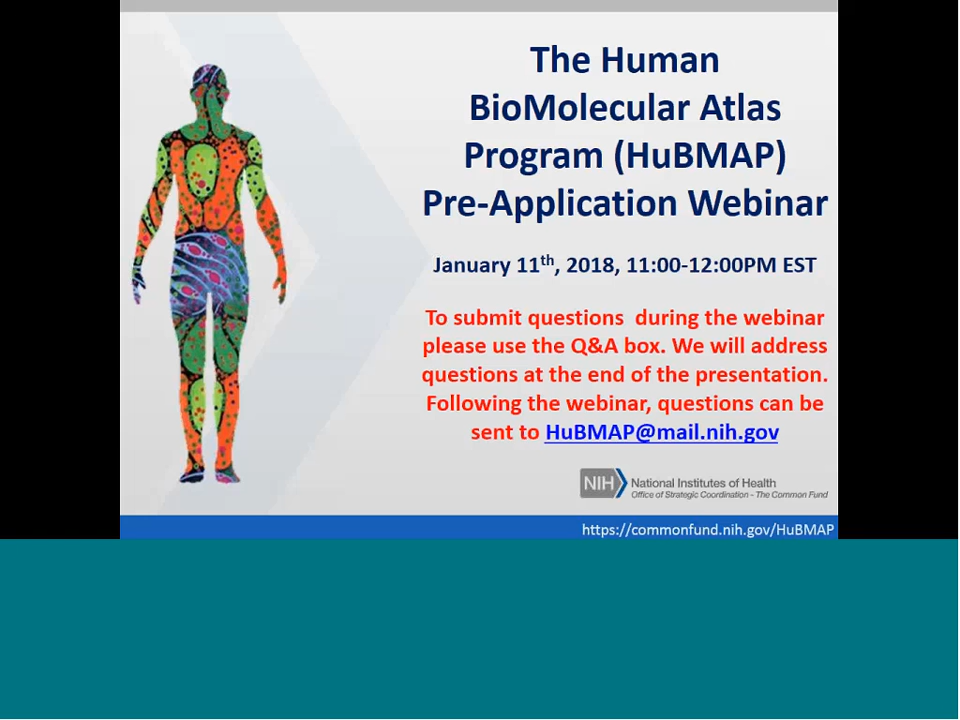 The Human
BioMolecular Atlas
Program (HuBMAP)
Pre-Application Webinar
January 11th, 2018, 11:00-12:00PM EST
To submit questions during the webinar
please use the Q&A box. We will address
questions at the end of the presentation.
Following the webinar, questions can be
sent to HuBMAP@mail.nih.gov
NIH National Institutes of Health
Office of Strategic Coordination - The Common Fund
https://commonfund.nih.gov/HuBMAP